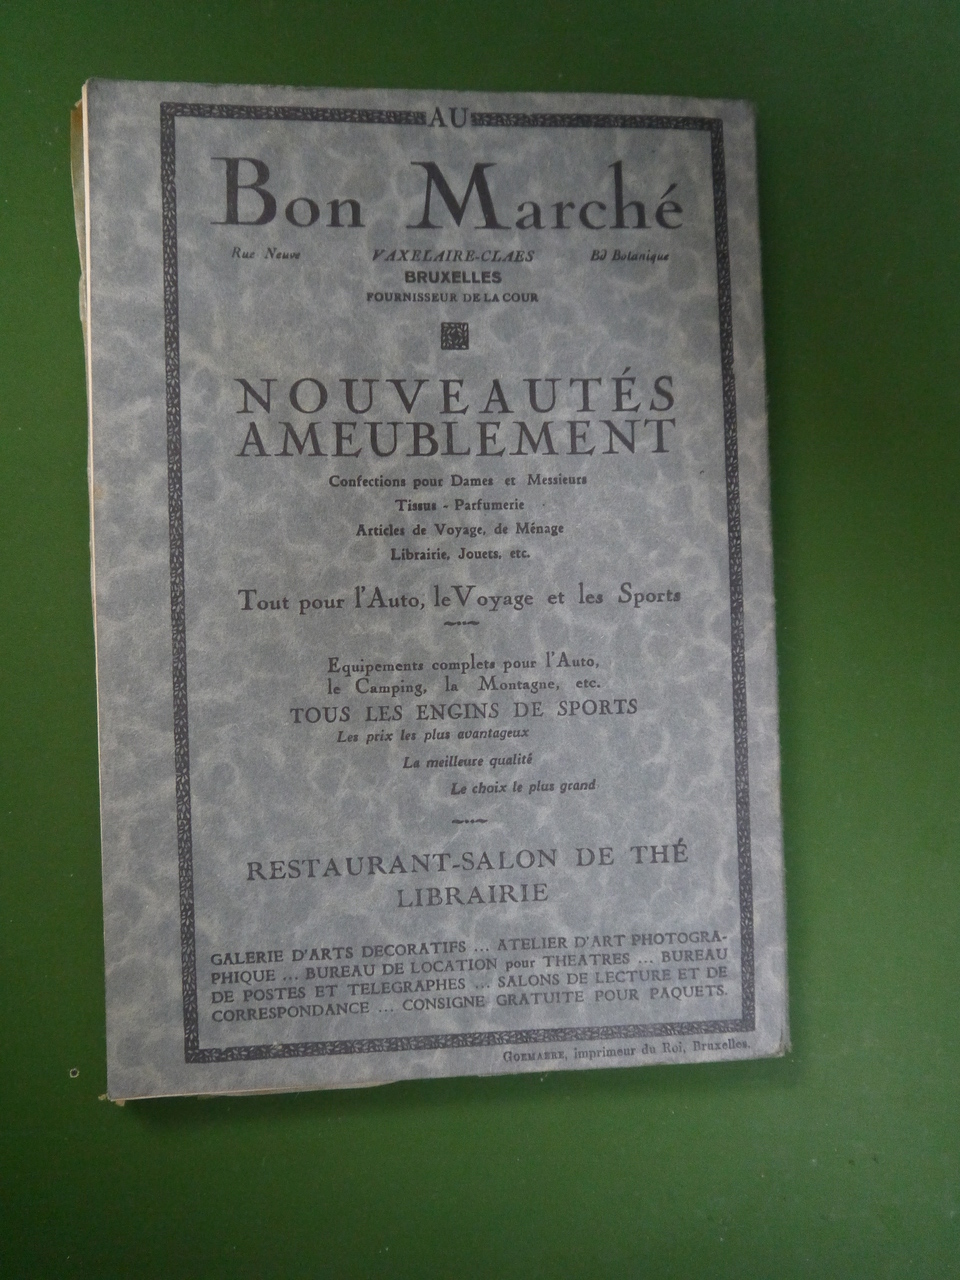 AU
Bon Marché
Rue Neuve VAXELAIRE-CLAES Bd Botanique
BRUXELLES
FOURNISSEUR DE LA COUR
NOUVEAUTÉS
AMEUBLEMENT
Confections pour Dames et Messieurs
Tissus - Parfumerie
Articles de Voyage, de Ménage
Librairie, Jouets, etc.
Tout pour l'Auto, le Voyage et les Sports
Equipements complets pour l'Auto,
le Camping, la Montagne, etc.
TOUS LES ENGINS DE SPORTS
Les prix les plus avantageux
La meilleure qualité
Le choix le plus grand
RESTAURANT-SALON DE THÉ
LIBRAIRIE
GALERIE D'ARTS DECORATIFS ... ATELIER D'ART PHOTOGRA-
PHIQUE ... BUREAU DE LOCATION pour THEATRES ... BUREAU
DE POSTES ET TELEGRAPHES ... SALONS DE LECTURE ET DE
CORRESPONDANCE ... CONSIGNE GRATUITE POUR PAQUETS.
GOEMAERE, imprimeur du Roi, Bruxelles.